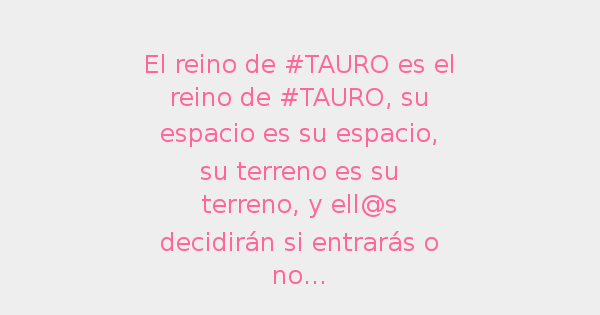 El reino de #TAURO es el
reino de #TAURO, su
espacio es su espacio,
su terreno es su
terreno, y ell@s
decidirán si entrarás o
no...